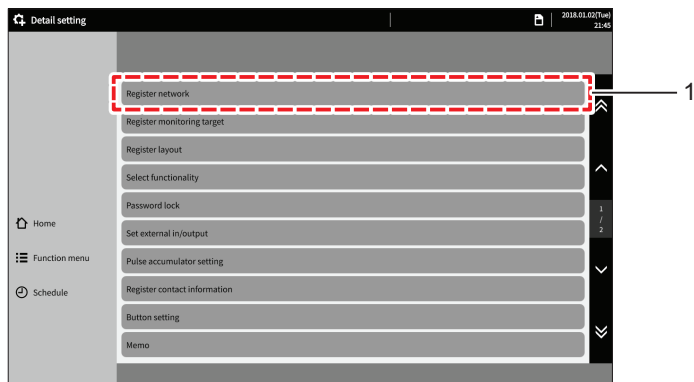 Detail setting
2018.01.02(Tue)
21:45
Register network
1
Register monitoring target
Register layout
Select functionality
Password lock
1
/
2
Home
Set external in/output
Function menu
Pulse accumulator setting
Schedule
Register contact information
Button setting
Memo